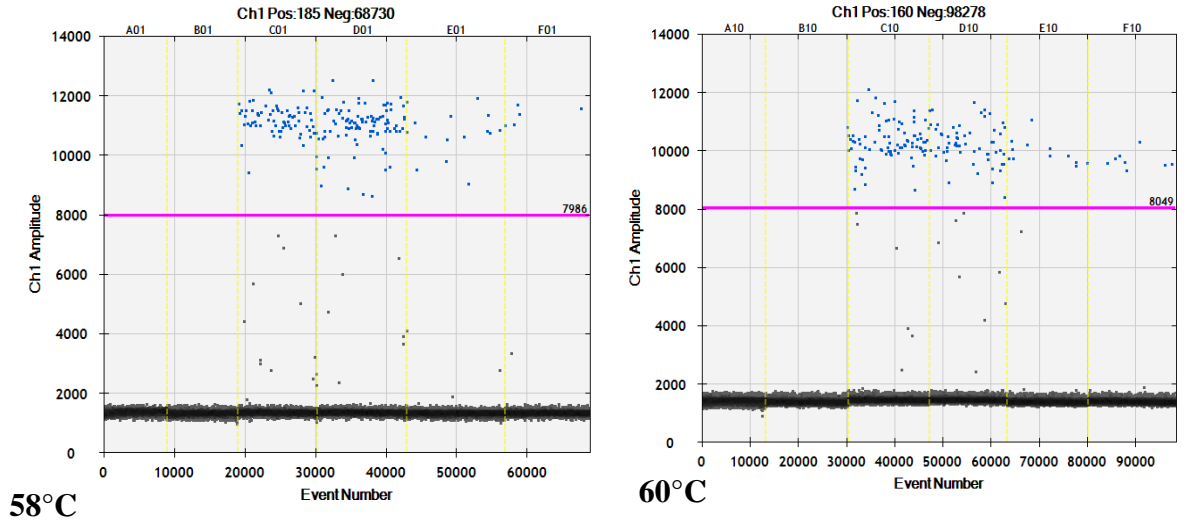 Ch1 Pos:185 Neg:68730
A01 B01 C01 D01 E01 F01
14000
12000
10000
8000
6000
4000
2000
0
7986
Ch1 Amplitude
0 10000 20000 30000 40000 50000 60000
Event Number
58°C
Ch1 Pos:160 Neg:98278
A10 B10 C10 D10 E10 F10
14000
12000
10000
8000
6000
4000
2000
0
8049
Ch1 Amplitude
0 10000 20000 30000 40000 50000 60000 70000 80000 90000
Event Number
60°C